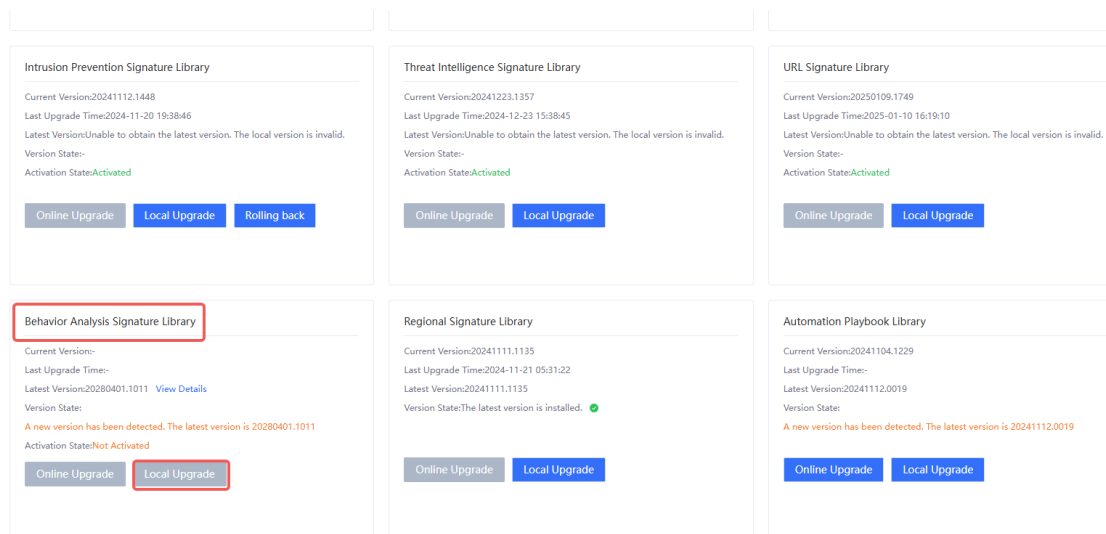 Intrusion Prevention Signature Library
Current Version:20241112.1448
Last Upgrade Time:2024-11-20 19:38:46
Latest Version:Unable to obtain the latest version. The local version is invalid.
Version State:-
Activation State:Activated
Online Upgrade
Local Upgrade
Rolling back
Threat Intelligence Signature Library
Current Version:20241223.1357
Last Upgrade Time:2024-12-23 15:38:45
Latest Version:Unable to obtain the latest version. The local version is invalid.
Version State:-
Activation State:Activated
Online Upgrade
Local Upgrade
URL Signature Library
Current Version:20250109.1749
Last Upgrade Time:2025-01-10 16:19:10
Latest Version:Unable to obtain the latest version. The local version is invalid.
Version State:-
Activation State:Activated
Online Upgrade
Local Upgrade
Behavior Analysis Signature Library
Current Version:-
Last Upgrade Time:-
Latest Version:20280401.1011 View Details
Version State:
A new version has been detected. The latest version is 20280401.1011
Activation State:Not Activated
Online Upgrade
Local Upgrade
Regional Signature Library
Current Version:20241111.1135
Last Upgrade Time:2024-11-21 05:31:22
Latest Version:20241111.1135
Version State:The latest version is installed.
Online Upgrade
Local Upgrade
Automation Playbook Library
Current Version:20241104.1229
Last Upgrade Time:-
Latest Version:20241112.0019
Version State:
A new version has been detected. The latest version is 20241112.0019
Online Upgrade
Local Upgrade